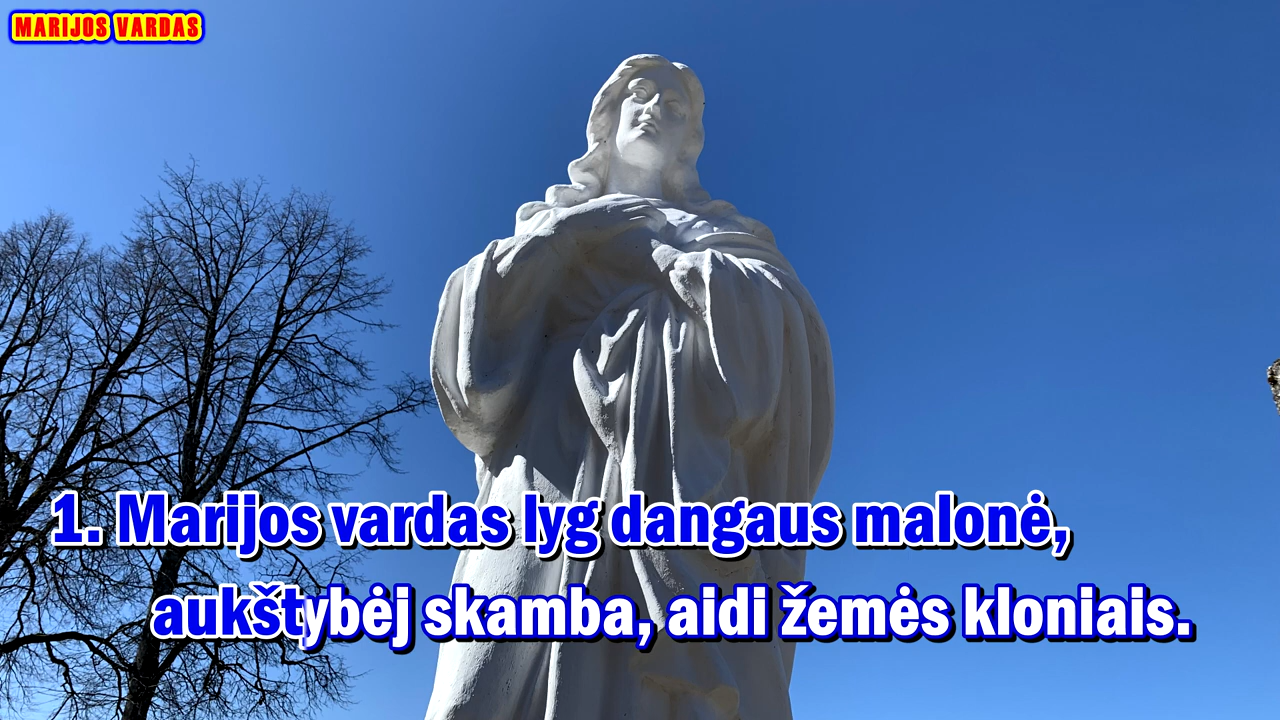 MARIJOS VARDAS
1. Marijos vardas lyg dangaus malonė,
aukštybėj skamba, aidi žemės kloniais.